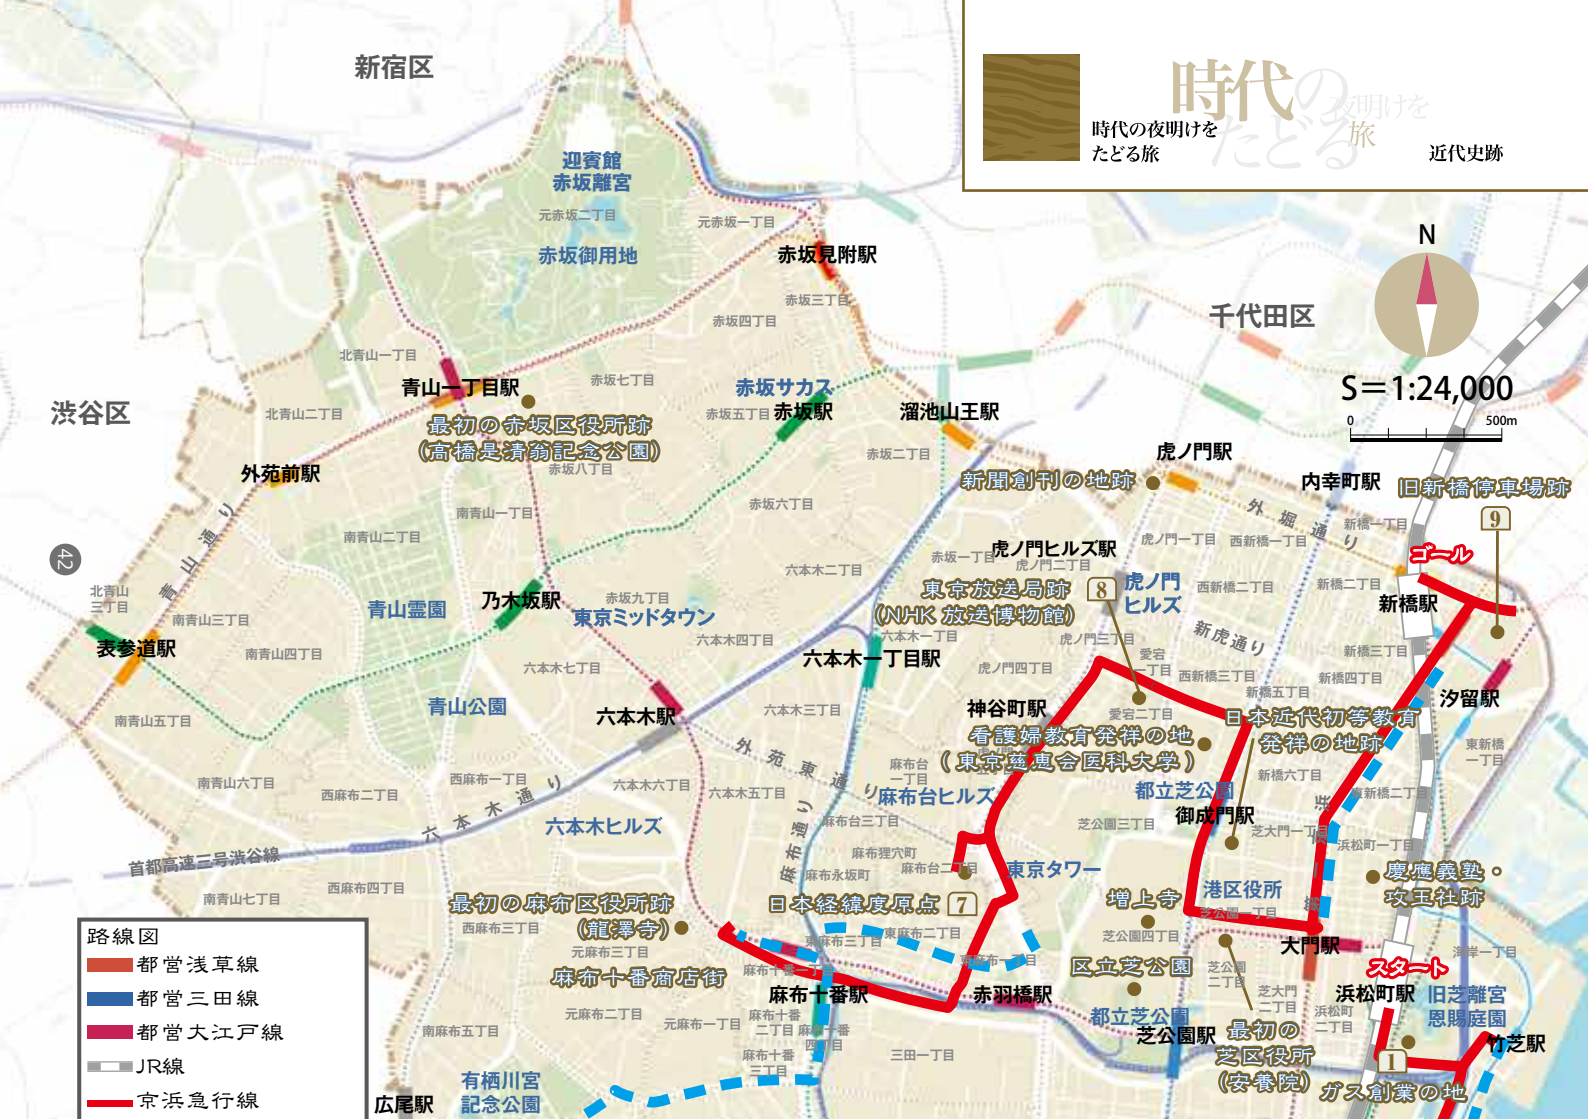 時代の夜明けを
たどる旅
時代の夜明けを
たどる旅
近代史跡
新宿区
迎賓館
赤坂離宮
元赤坂二丁目
元赤坂一丁目
赤坂御用地
赤坂見附駅
N
千代田区
赤坂三丁目
赤坂四丁目
北青山一丁目
青山一丁目駅
赤坂七丁目
赤坂サカス
S＝1:24,000
0
500m
渋谷区
北青山二丁目
最初の赤坂区役所跡
(高橋是清翁記念公園)
赤坂五丁目
赤坂駅
溜池山王駅
赤坂二丁目
虎ノ門駅
外苑前駅
赤坂八丁目
新聞創刊の地跡
内幸町駅
旧新橋停車場跡
9
南青山一丁目
赤坂六丁目
外堀通り
新橋一丁目
青山通り
南青山二丁目
虎ノ門一丁目
西新橋一丁目
42
赤坂一丁目
虎ノ門ヒルズ駅
虎ノ門二丁目
ゴール
六本木二丁目
北青山
三丁目
青山霊園
乃木坂駅
赤坂九丁目
東京ミッドタウン
東京放送局跡
(NHK 放送博物館)
8
虎ノ門
ヒルズ
西新橋二丁目
新橋二丁目
新橋駅
南青山三丁目
表参道駅
南青山四丁目
六本木四丁目
六本木一丁目
六本木一丁目駅
虎ノ門三丁目
新虎通り
愛宕
一丁目
新橋三丁目
六本木七丁目
虎ノ門四丁目
西新橋三丁目
新橋四丁目
新橋五丁目
汐留駅
南青山五丁目
青山公園
六本木駅
六本木三丁目
神谷町駅
愛宕二丁目
日本近代初等教育
発祥の地跡
看護婦教育発祥の地
(東京慈恵会医科大学)
東新橋
一丁目
外苑東通り
麻布台
一丁目
南青山六丁目
西麻布一丁目
西麻布二丁目
六本木六丁目
六本木五丁目
麻布台ヒルズ
都立芝公園
新橋六丁目
東新橋二丁目
六本木通り
六本木ヒルズ
麻布通り
麻布台三丁目
芝公園三丁目
御成門駅
芝大門一丁目
浜松町一丁目
首都高速三号渋谷線
麻布狸穴町
麻布台二丁目
麻布永坂町
東京タワー
慶應義塾・
攻玉社跡
南青山七丁目
西麻布四丁目
最初の麻布区役所跡
(龍澤寺)
日本経緯度原点
7
増上寺
港区役所
芝公園一丁目
路線図
都営浅草線
都営三田線
都営大江戸線
JR線
京浜急行線
西麻布三丁目
元麻布三丁目
東麻布三丁目
東麻布二丁目
東麻布一丁目
芝公園四丁目
大門駅
海岸一丁目
麻布十番商店街
麻布十番一丁目
麻布十番駅
赤羽橋駅
区立芝公園
芝公園
二丁目
スタート
浜松町駅
旧芝離宮
恩賜庭園
芝大門
二丁目
浜松町
二丁目
元麻布二丁目
元麻布一丁目
麻布十番
二丁目
麻布十番
四丁目
都立芝公園
芝公園駅
南麻布五丁目
麻布十番
三丁目
三田一丁目
最初の
芝区役所
(安養院)
竹芝駅
1
ガス創業の地
有栖川宮
記念公園
広尾駅